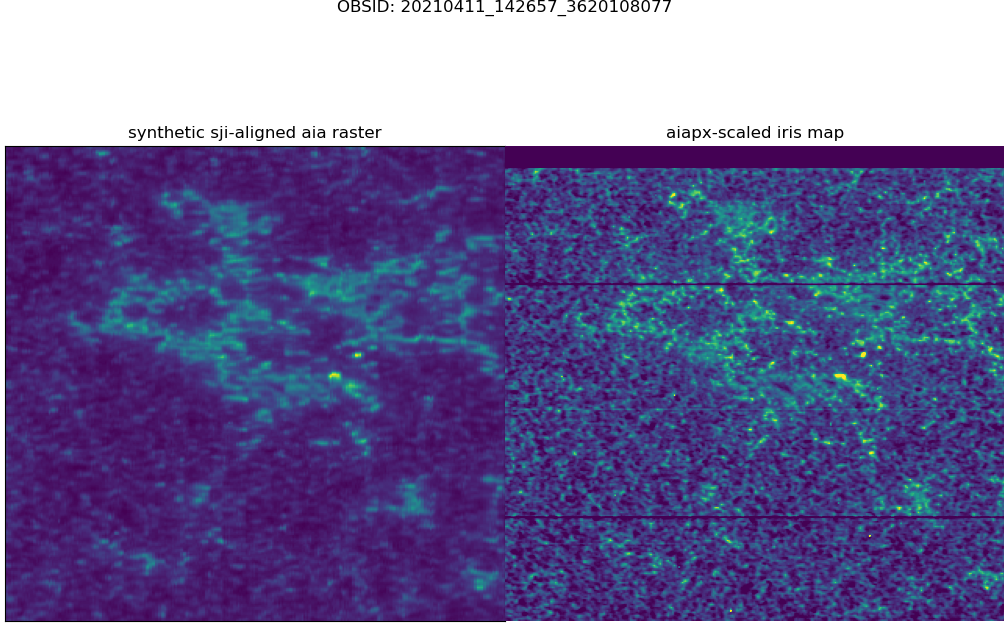 OBSID: 20210411_142657_3620108077
synthetic sji-aligned aia raster
aiapx-scaled iris map